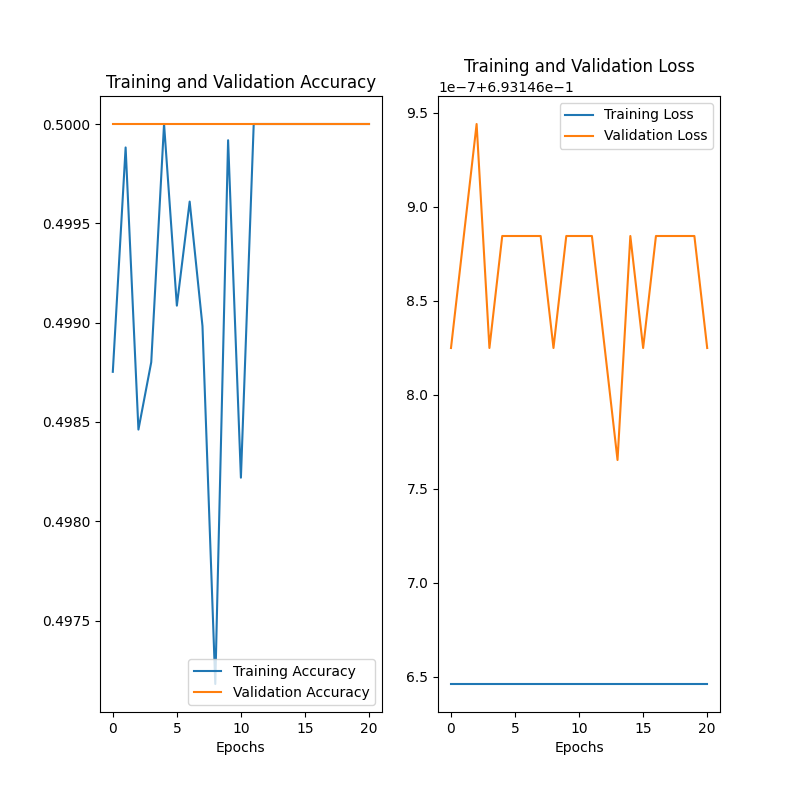 Training and Validation Accuracy
0.5000
0.4995
0.4990
0.4985
0.4980
0.4975
Training Accuracy
Validation Accuracy
0 5 10 15 20
Epochs
Training and Validation Loss
1e-7+6.93146e-1
9.5
9.0
8.5
8.0
7.5
7.0
6.5
Training Loss
Validation Loss
0 5 10 15 20
Epochs